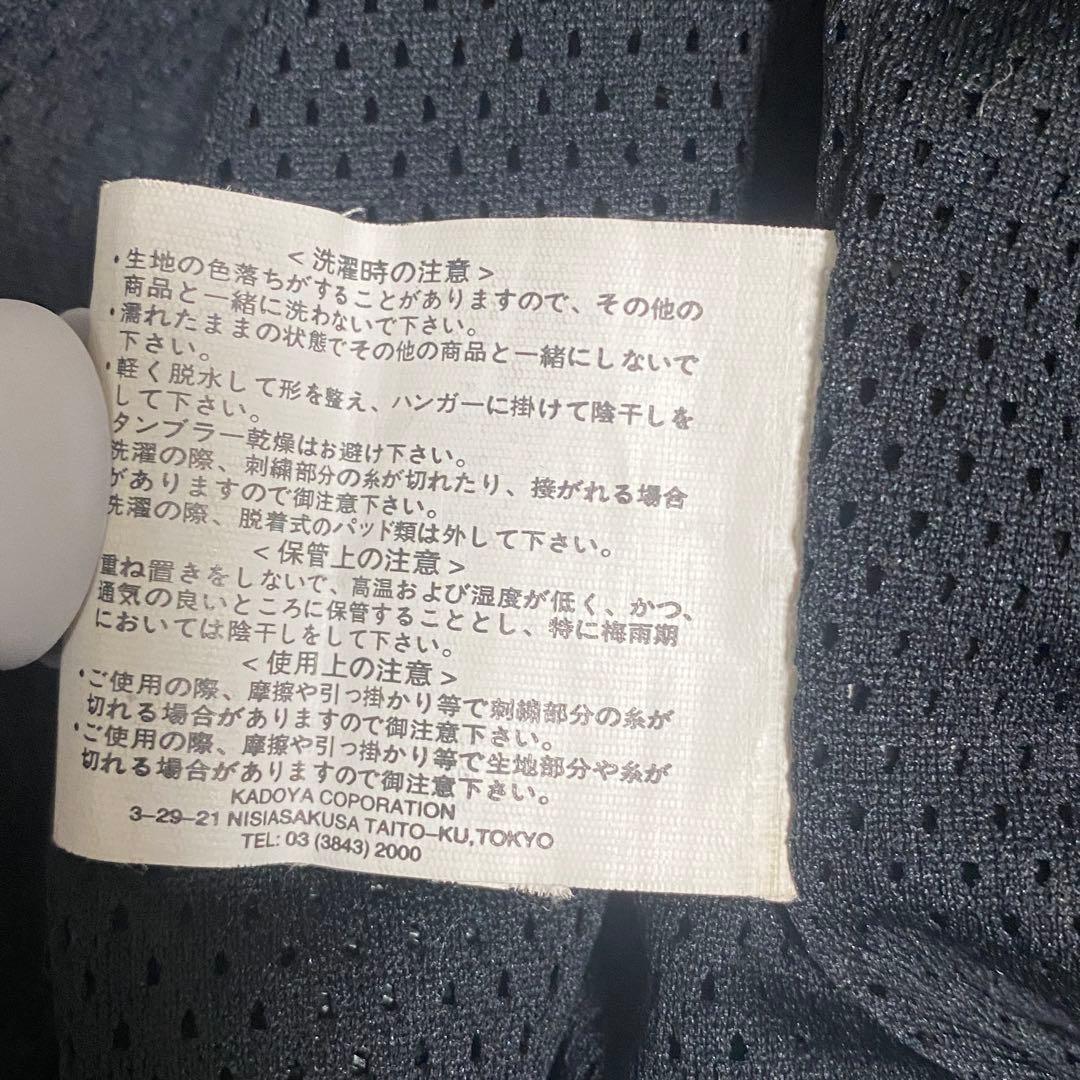 <洗濯時の注意>
・生地の色落ちがすることがありますので、その他の
商品と一緒に洗わないで下さい。
・濡れたままの状態でその他の商品と一緒にしないで
下さい。
・軽く脱水して形を整え、ハンガーに掛けて陰干しを
して下さい。
タンブラー乾燥はお避け下さい。
洗濯の際、刺繍部分の糸が切れたり、接がれる場合
がありますので御注意下さい。
洗濯の際、脱着式のパッド類は外して下さい。
<保管上の注意>
重ね置きをしないで、高温および湿度が低く、かつ、
通気の良いところに保管することとし、特に梅雨期
においては陰干しをして下さい。
<使用上の注意>
・ご使用の際、摩擦や引っ掛かり等で刺繍部分の糸が
切れる場合がありますので御注意下さい。
・ご使用の際、摩擦や引っ掛かり等で生地部分や糸が
切れる場合がありますので御注意下さい。
KADOYA COPORATION
3-29-21 NISIASAKUSA TAITO-KU,TOKYO
TEL: 03 (3843) 2000